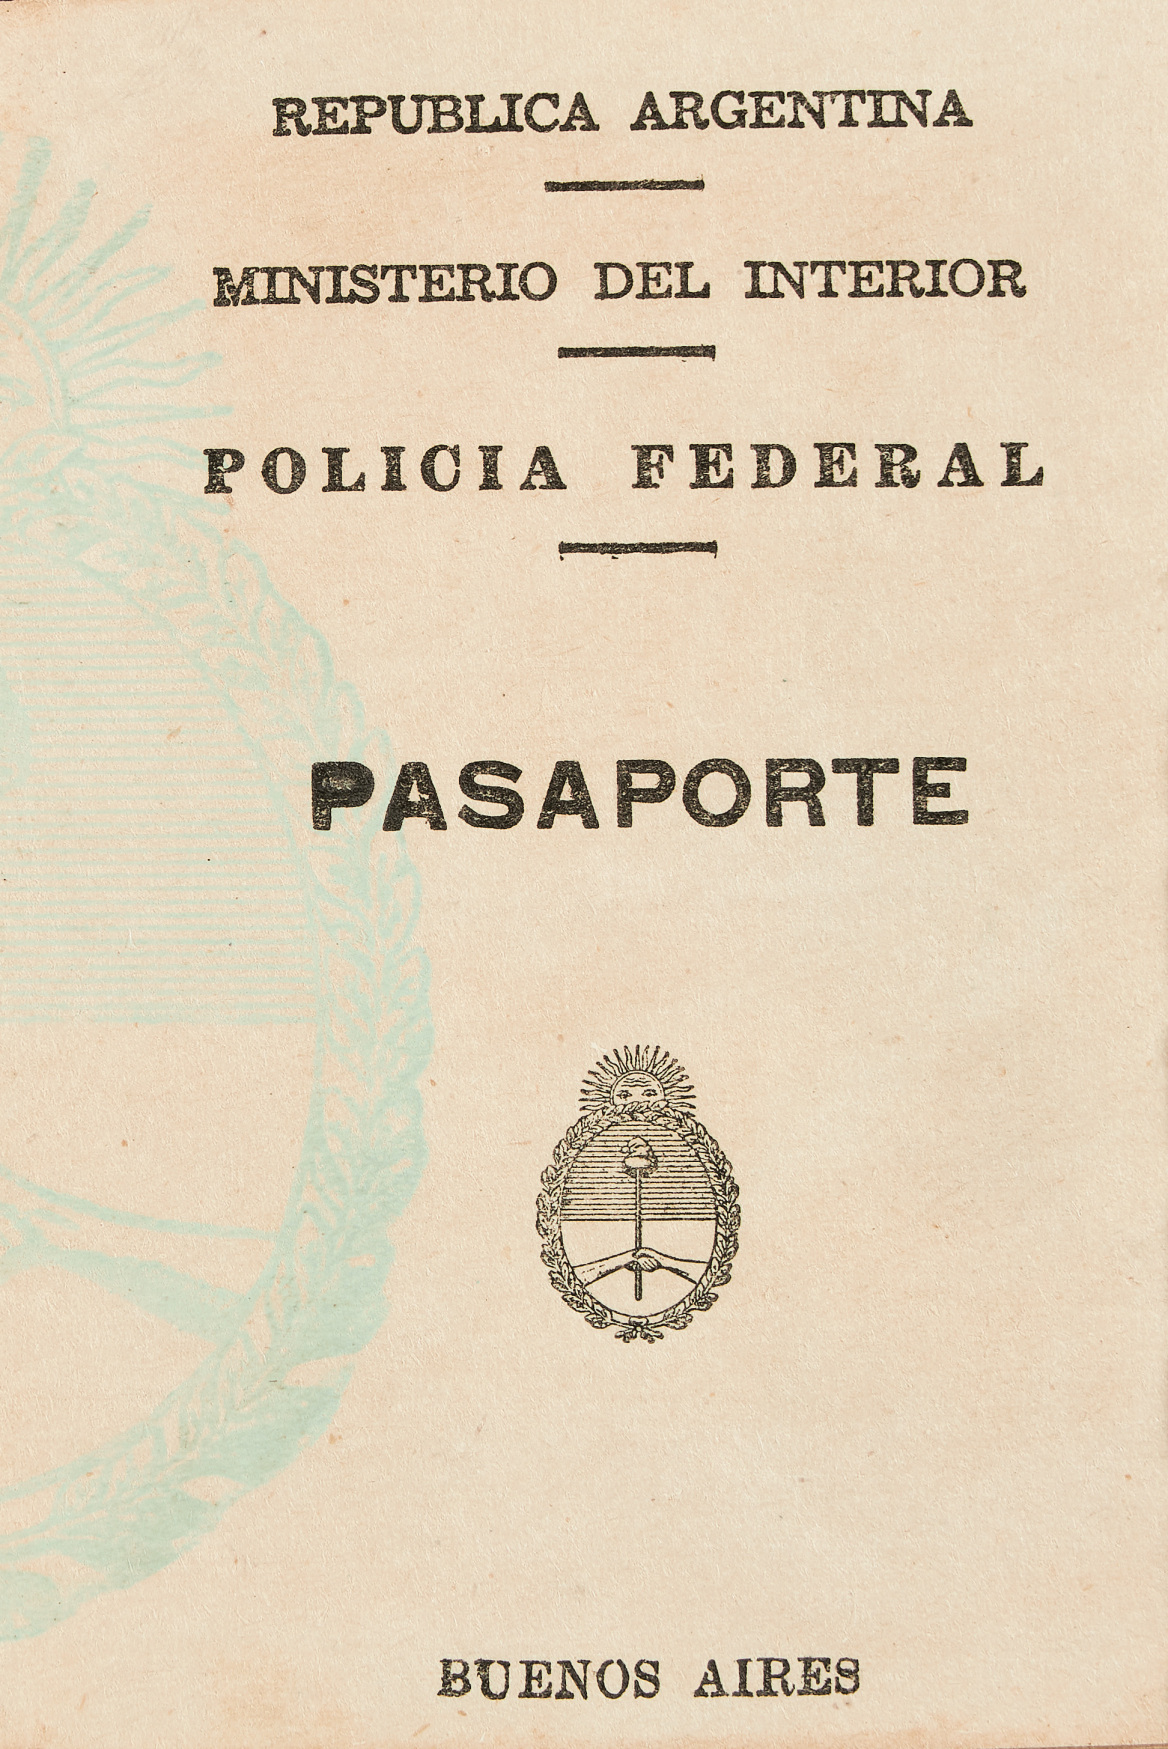 REPUBLICA ARGENTINA
MINISTERIO DEL INTERIOR
POLICIA FEDERAL
PASAPORTE
BUENOS AIRES